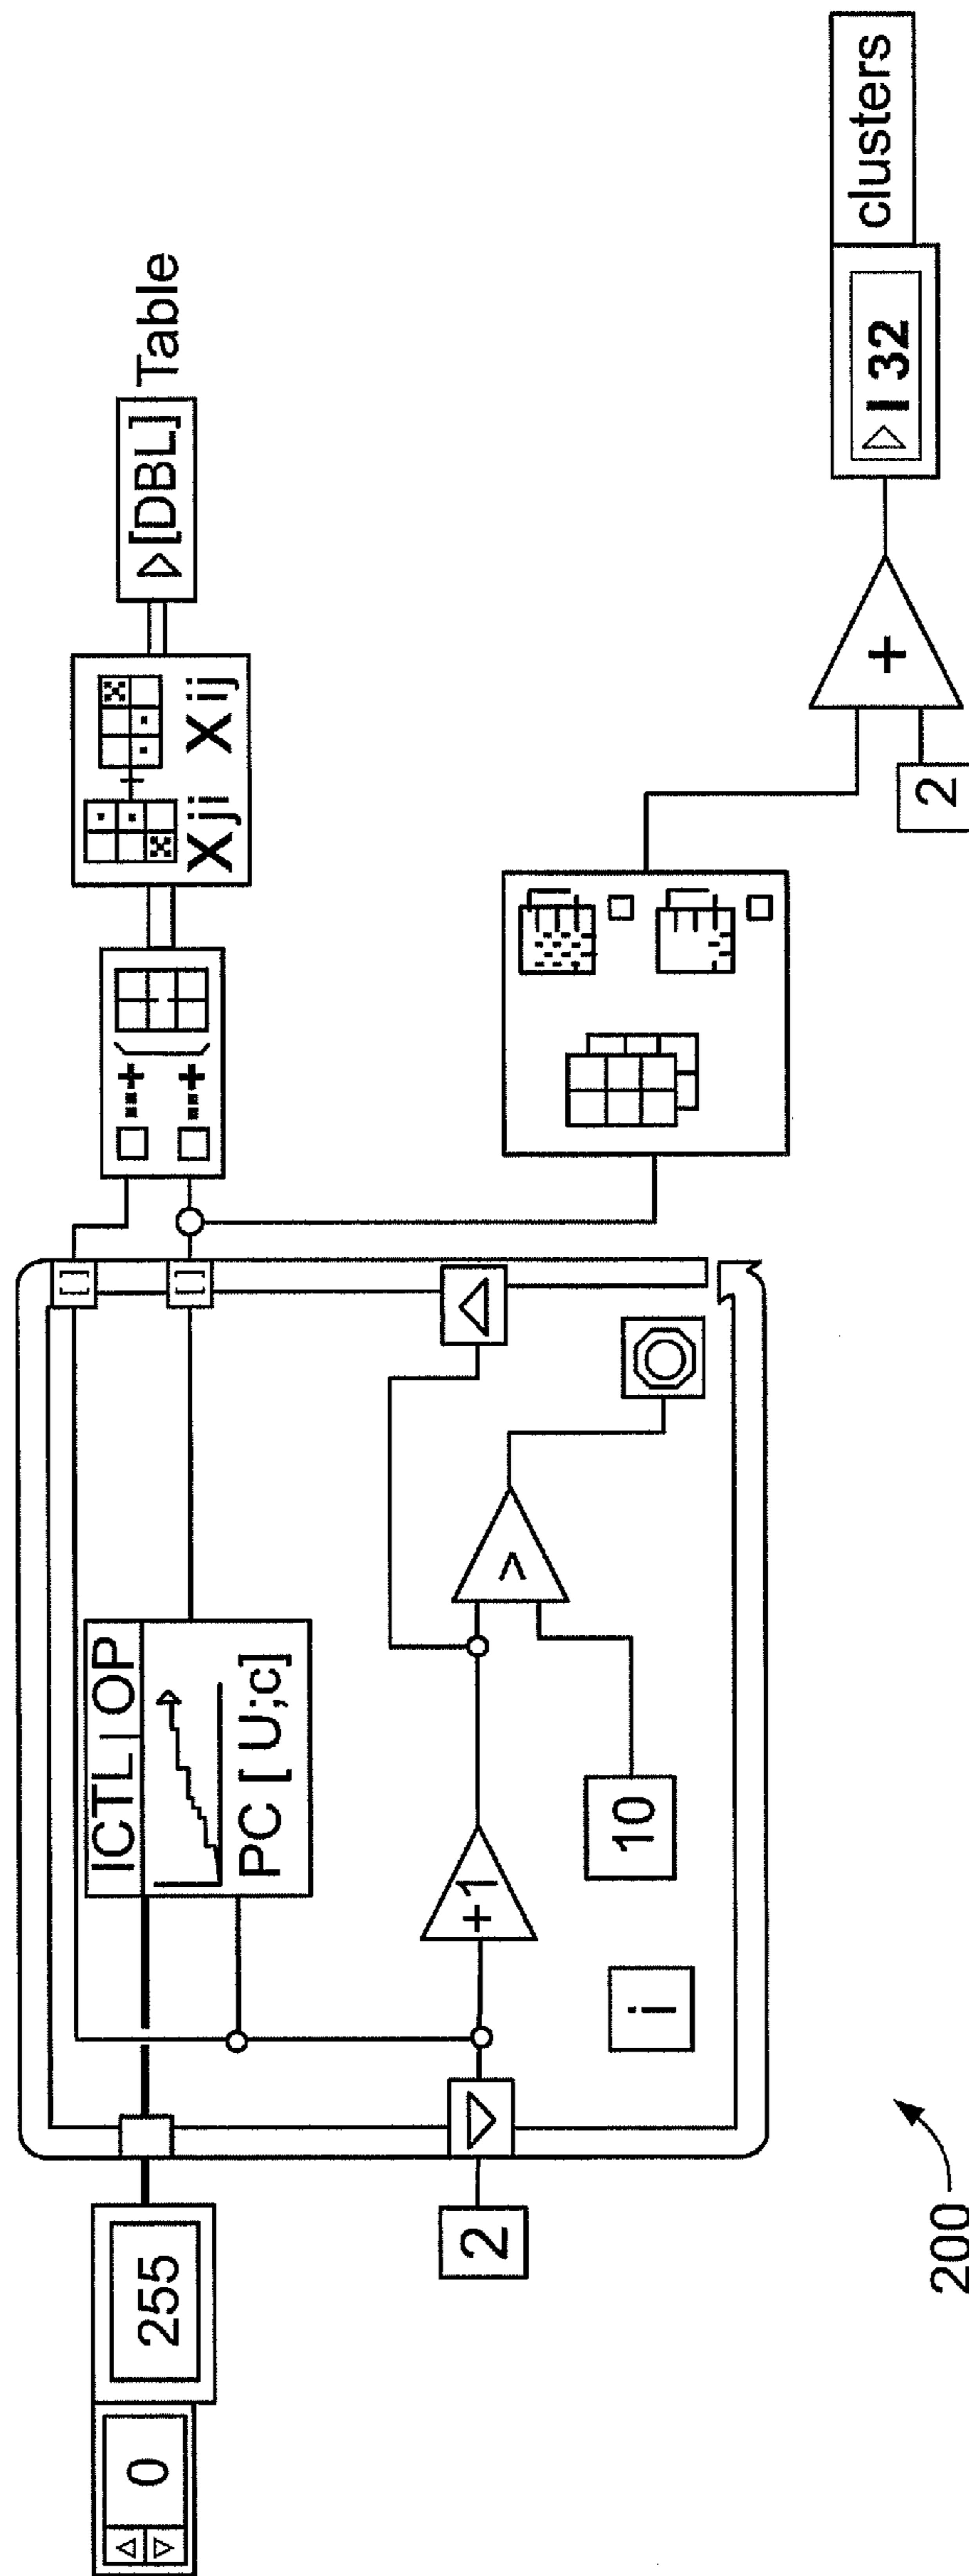 0
255
ICTL | OP
PC [ U;c]
Xji Xij
[DBL] Table
2
+1
>
10
i
+
2
I 32
clusters
200